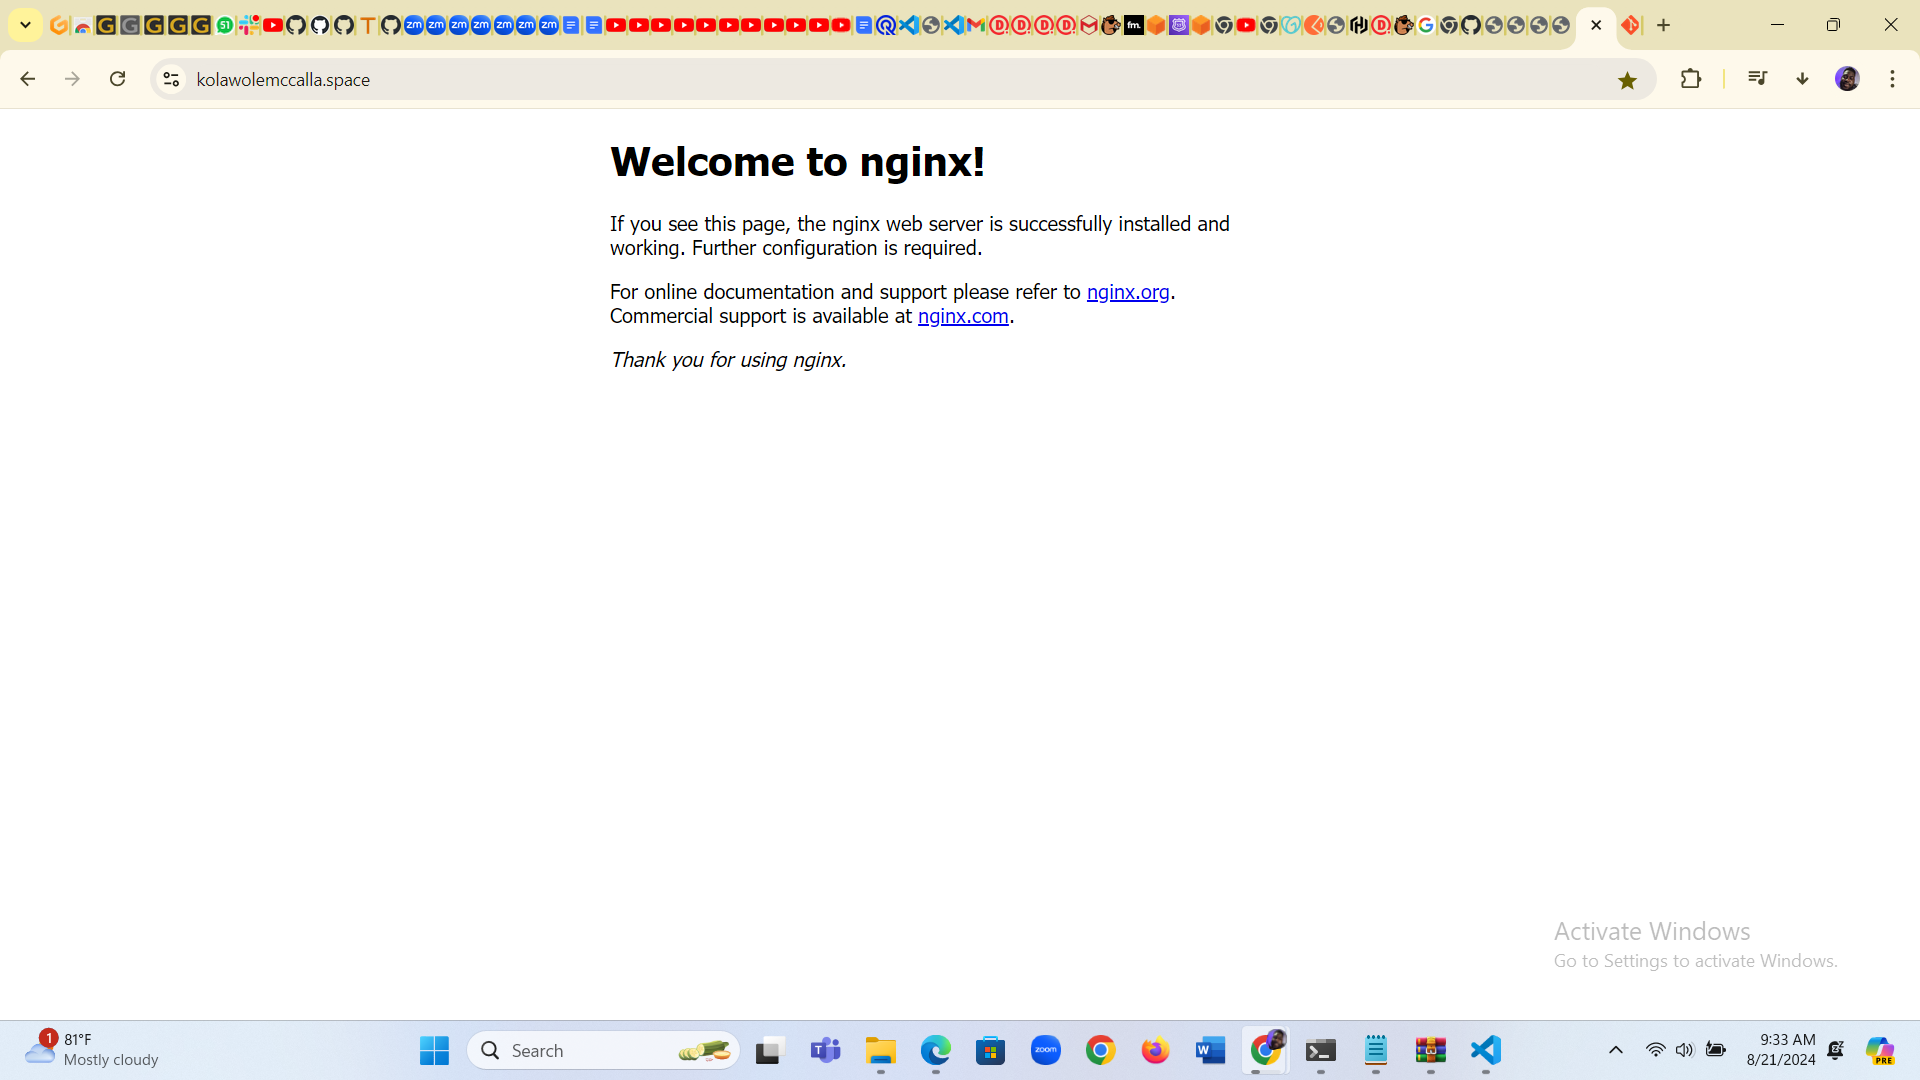 kolawolemccalla.space
Welcome to nginx!
If you see this page, the nginx web server is successfully installed and
working. Further configuration is required.
For online documentation and support please refer to nginx.org.
Commercial support is available at nginx.com.
Thank you for using nginx.
Activate Windows
Go to Settings to activate Windows.
1
81°F
Mostly cloudy
Search
zoom
PRE
9:33 AM
8/21/2024